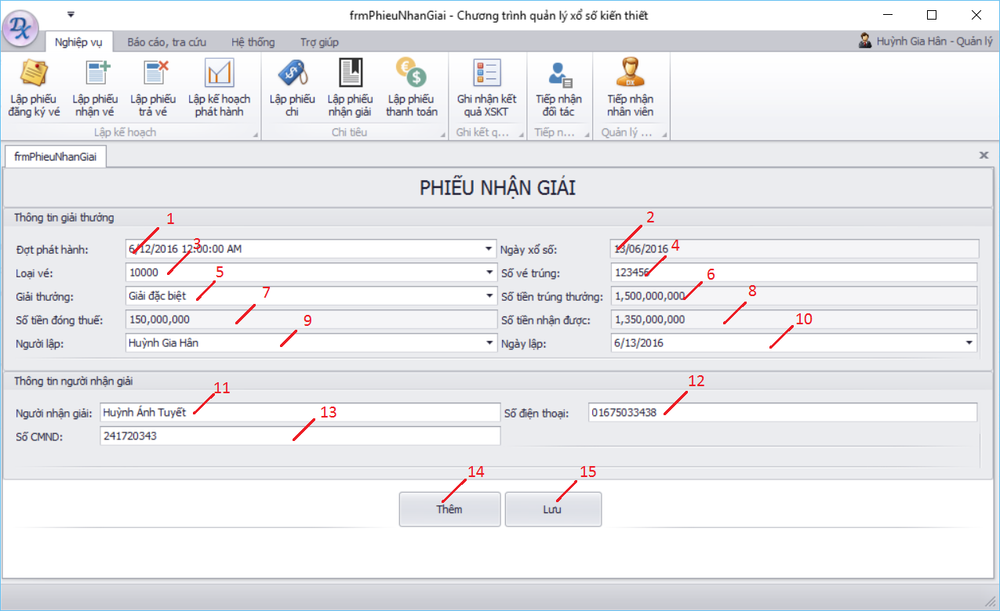 frmPhieuNhanGiai - Chương trình quản lý xổ số kiến thiết
Nghiệp vụ Báo cáo, tra cứu Hệ thống Trợ giúp Huỳnh Gia Hân - Quản lý
Lập phiếu đăng ký vé
Lập phiếu nhận vé
Lập phiếu trả vé
Lập kế hoạch phát hành
Lập phiếu chi
Lập phiếu nhận giải
Lập phiếu thanh toán
Ghi nhận kết quả XSKT
Tiếp nhận đối tác
Tiếp nhận nhân viên
Lập kế hoạch Chi tiêu Ghi kết q... Tiếp n... Quản lý ...
frmPhieuNhanGiai
PHIẾU NHẬN GIẢI
Thông tin giải thưởng
1 2
Đợt phát hành: 6/12/2016 12:00:00 AM Ngày xổ số: 13/06/2016
3 4
Loại vé: 10000 Số vé trúng: 123456
5 6
Giải thưởng: Giải đặc biệt Số tiền trúng thưởng: 1,500,000,000
7 8
Số tiền đóng thuế: 150,000,000 Số tiền nhận được: 1,350,000,000
9 10
Người lập: Huỳnh Gia Hân Ngày lập: 6/13/2016
Thông tin người nhận giải
11 12
Người nhận giải: Huỳnh Ánh Tuyết Số điện thoại: 01675033438
13
Số CMND: 241720343
14 15
Thêm Lưu